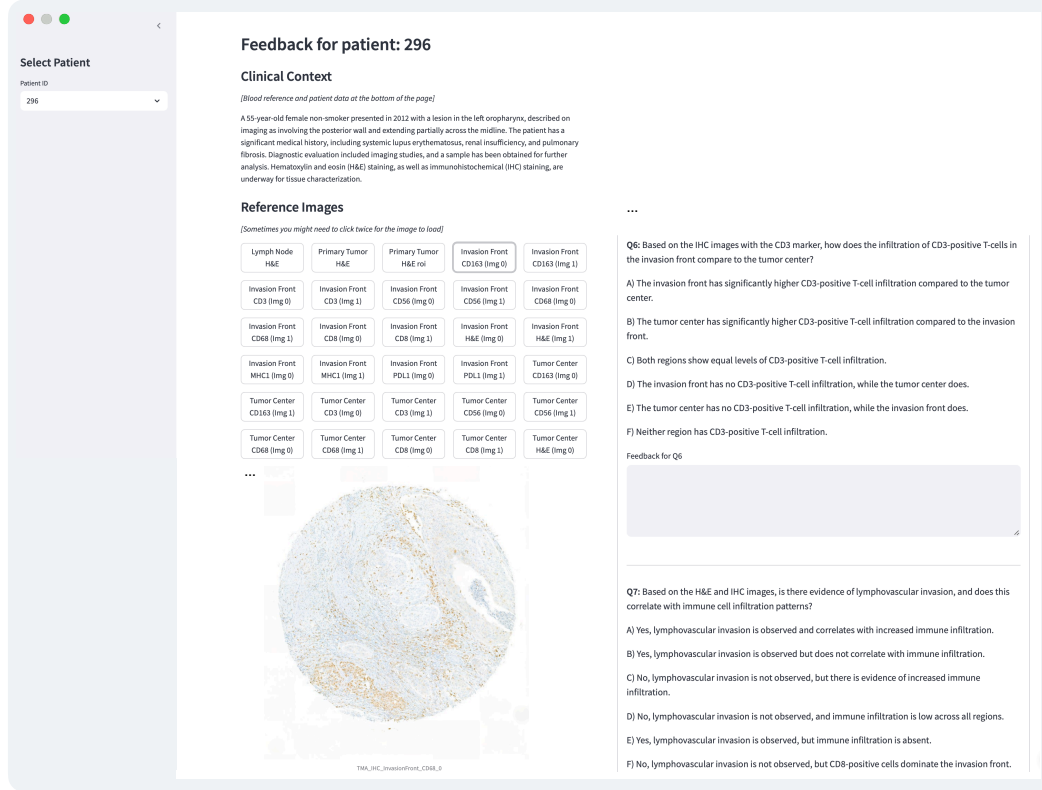 Select Patient
Patient ID
296
Feedback for patient: 296
Clinical Context
[Blood reference and patient data at the bottom of the page]
A 55-year-old female non-smoker presented in 2012 with a lesion in the left oropharynx, described on
imaging as involving the posterior wall and extending partially across the midline. The patient has a
significant medical history, including systemic lupus erythematosus, renal insufficiency, and pulmonary
fibrosis. Diagnostic evaluation included imaging studies, and a sample has been obtained for further
analysis. Hematoxylin and eosin (H&E) staining, as well as immunohistochemical (IHC) staining, are
underway for tissue characterization.
Reference Images
[Sometimes you might need to click twice for the image to load]
Lymph Node
H&E
Primary Tumor
H&E
Primary Tumor
H&E roi
Invasion Front
CD163 (Img 0)
Invasion Front
CD163 (Img 1)
Invasion Front
CD3 (Img 0)
Invasion Front
CD3 (Img 1)
Invasion Front
CD56 (Img 0)
Invasion Front
CD56 (Img 1)
Invasion Front
CD68 (Img 0)
Invasion Front
CD68 (Img 1)
Invasion Front
CD8 (Img 0)
Invasion Front
CD8 (Img 1)
Invasion Front
H&E (Img 0)
Invasion Front
H&E (Img 1)
Invasion Front
MHC1 (Img 0)
Invasion Front
MHC1 (Img 1)
Invasion Front
PDL1 (Img 0)
Invasion Front
PDL1 (Img 1)
Tumor Center
CD163 (Img 0)
Tumor Center
CD163 (Img 1)
Tumor Center
CD3 (Img 0)
Tumor Center
CD3 (Img 1)
Tumor Center
CD56 (Img 0)
Tumor Center
CD56 (Img 1)
Tumor Center
CD68 (Img 0)
Tumor Center
CD68 (Img 1)
Tumor Center
CD8 (Img 0)
Tumor Center
CD8 (Img 1)
Tumor Center
H&E (Img 0)
...
TMA_IHC_InvasionFront_CD68_0
...
Q6: Based on the IHC images with the CD3 marker, how does the infiltration of CD3-positive T-cells in
the invasion front compare to the tumor center?
A) The invasion front has significantly higher CD3-positive T-cell infiltration compared to the tumor
center.
B) The tumor center has significantly higher CD3-positive T-cell infiltration compared to the invasion
front.
C) Both regions show equal levels of CD3-positive T-cell infiltration.
D) The invasion front has no CD3-positive T-cell infiltration, while the tumor center does.
E) The tumor center has no CD3-positive T-cell infiltration, while the invasion front does.
F) Neither region has CD3-positive T-cell infiltration.
Feedback for Q6
Q7: Based on the H&E and IHC images, is there evidence of lymphovascular invasion, and does this
correlate with immune cell infiltration patterns?
A) Yes, lymphovascular invasion is observed and correlates with increased immune infiltration.
B) Yes, lymphovascular invasion is observed but does not correlate with immune infiltration.
C) No, lymphovascular invasion is not observed, but there is evidence of increased immune
infiltration.
D) No, lymphovascular invasion is not observed, and immune infiltration is low across all regions.
E) Yes, lymphovascular invasion is observed, but immune infiltration is absent.
F) No, lymphovascular invasion is not observed, but CD8-positive cells dominate the invasion front.